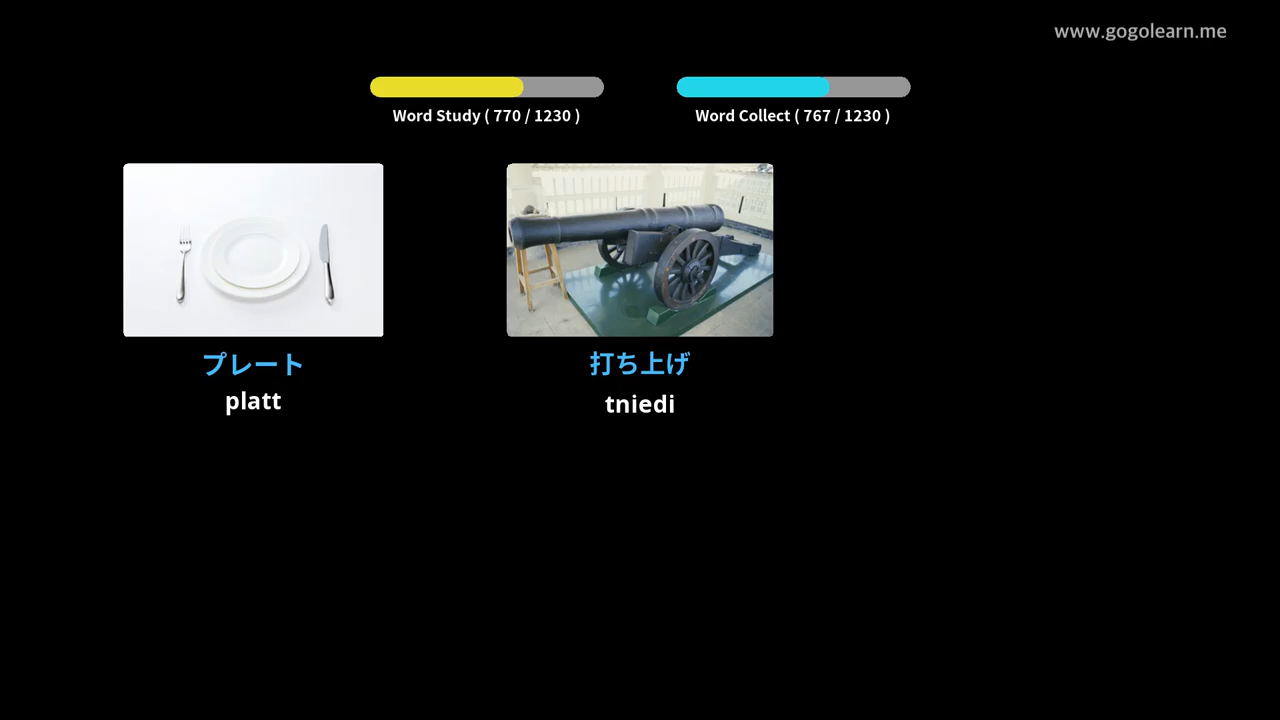 www.gogolearn.me
Word Study ( 770 / 1230 )
Word Collect ( 767 / 1230 )
プレート
platt
打ち上げ
tniedi